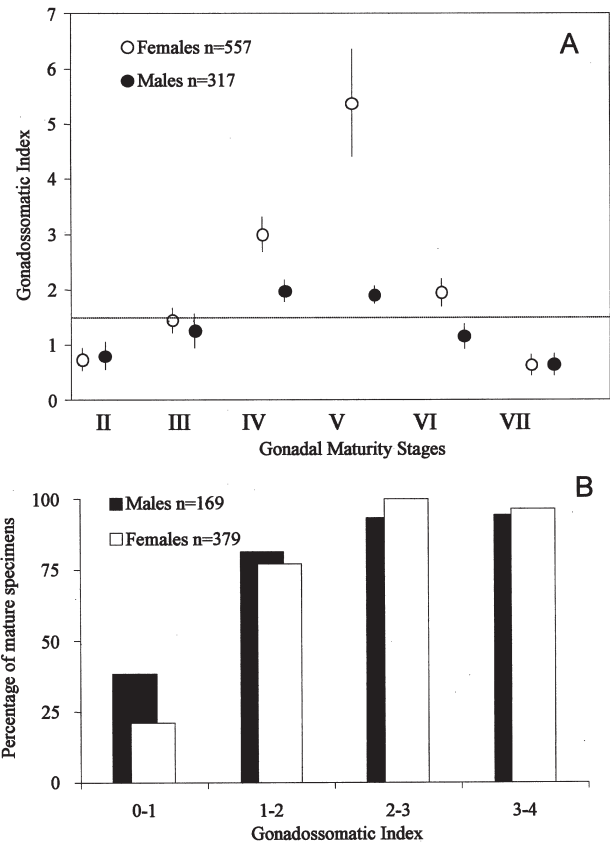 7
A
Females n=557
6
Males n=317
5
4
3
2
1
0
Gonadossomatic Index
II III IV V VI VII
Gonadal Maturity Stages
B
100
Males n=169
Females n=379
75
50
25
0
Percentage of mature specimens
0-1 1-2 2-3 3-4
Gonadossomatic Index